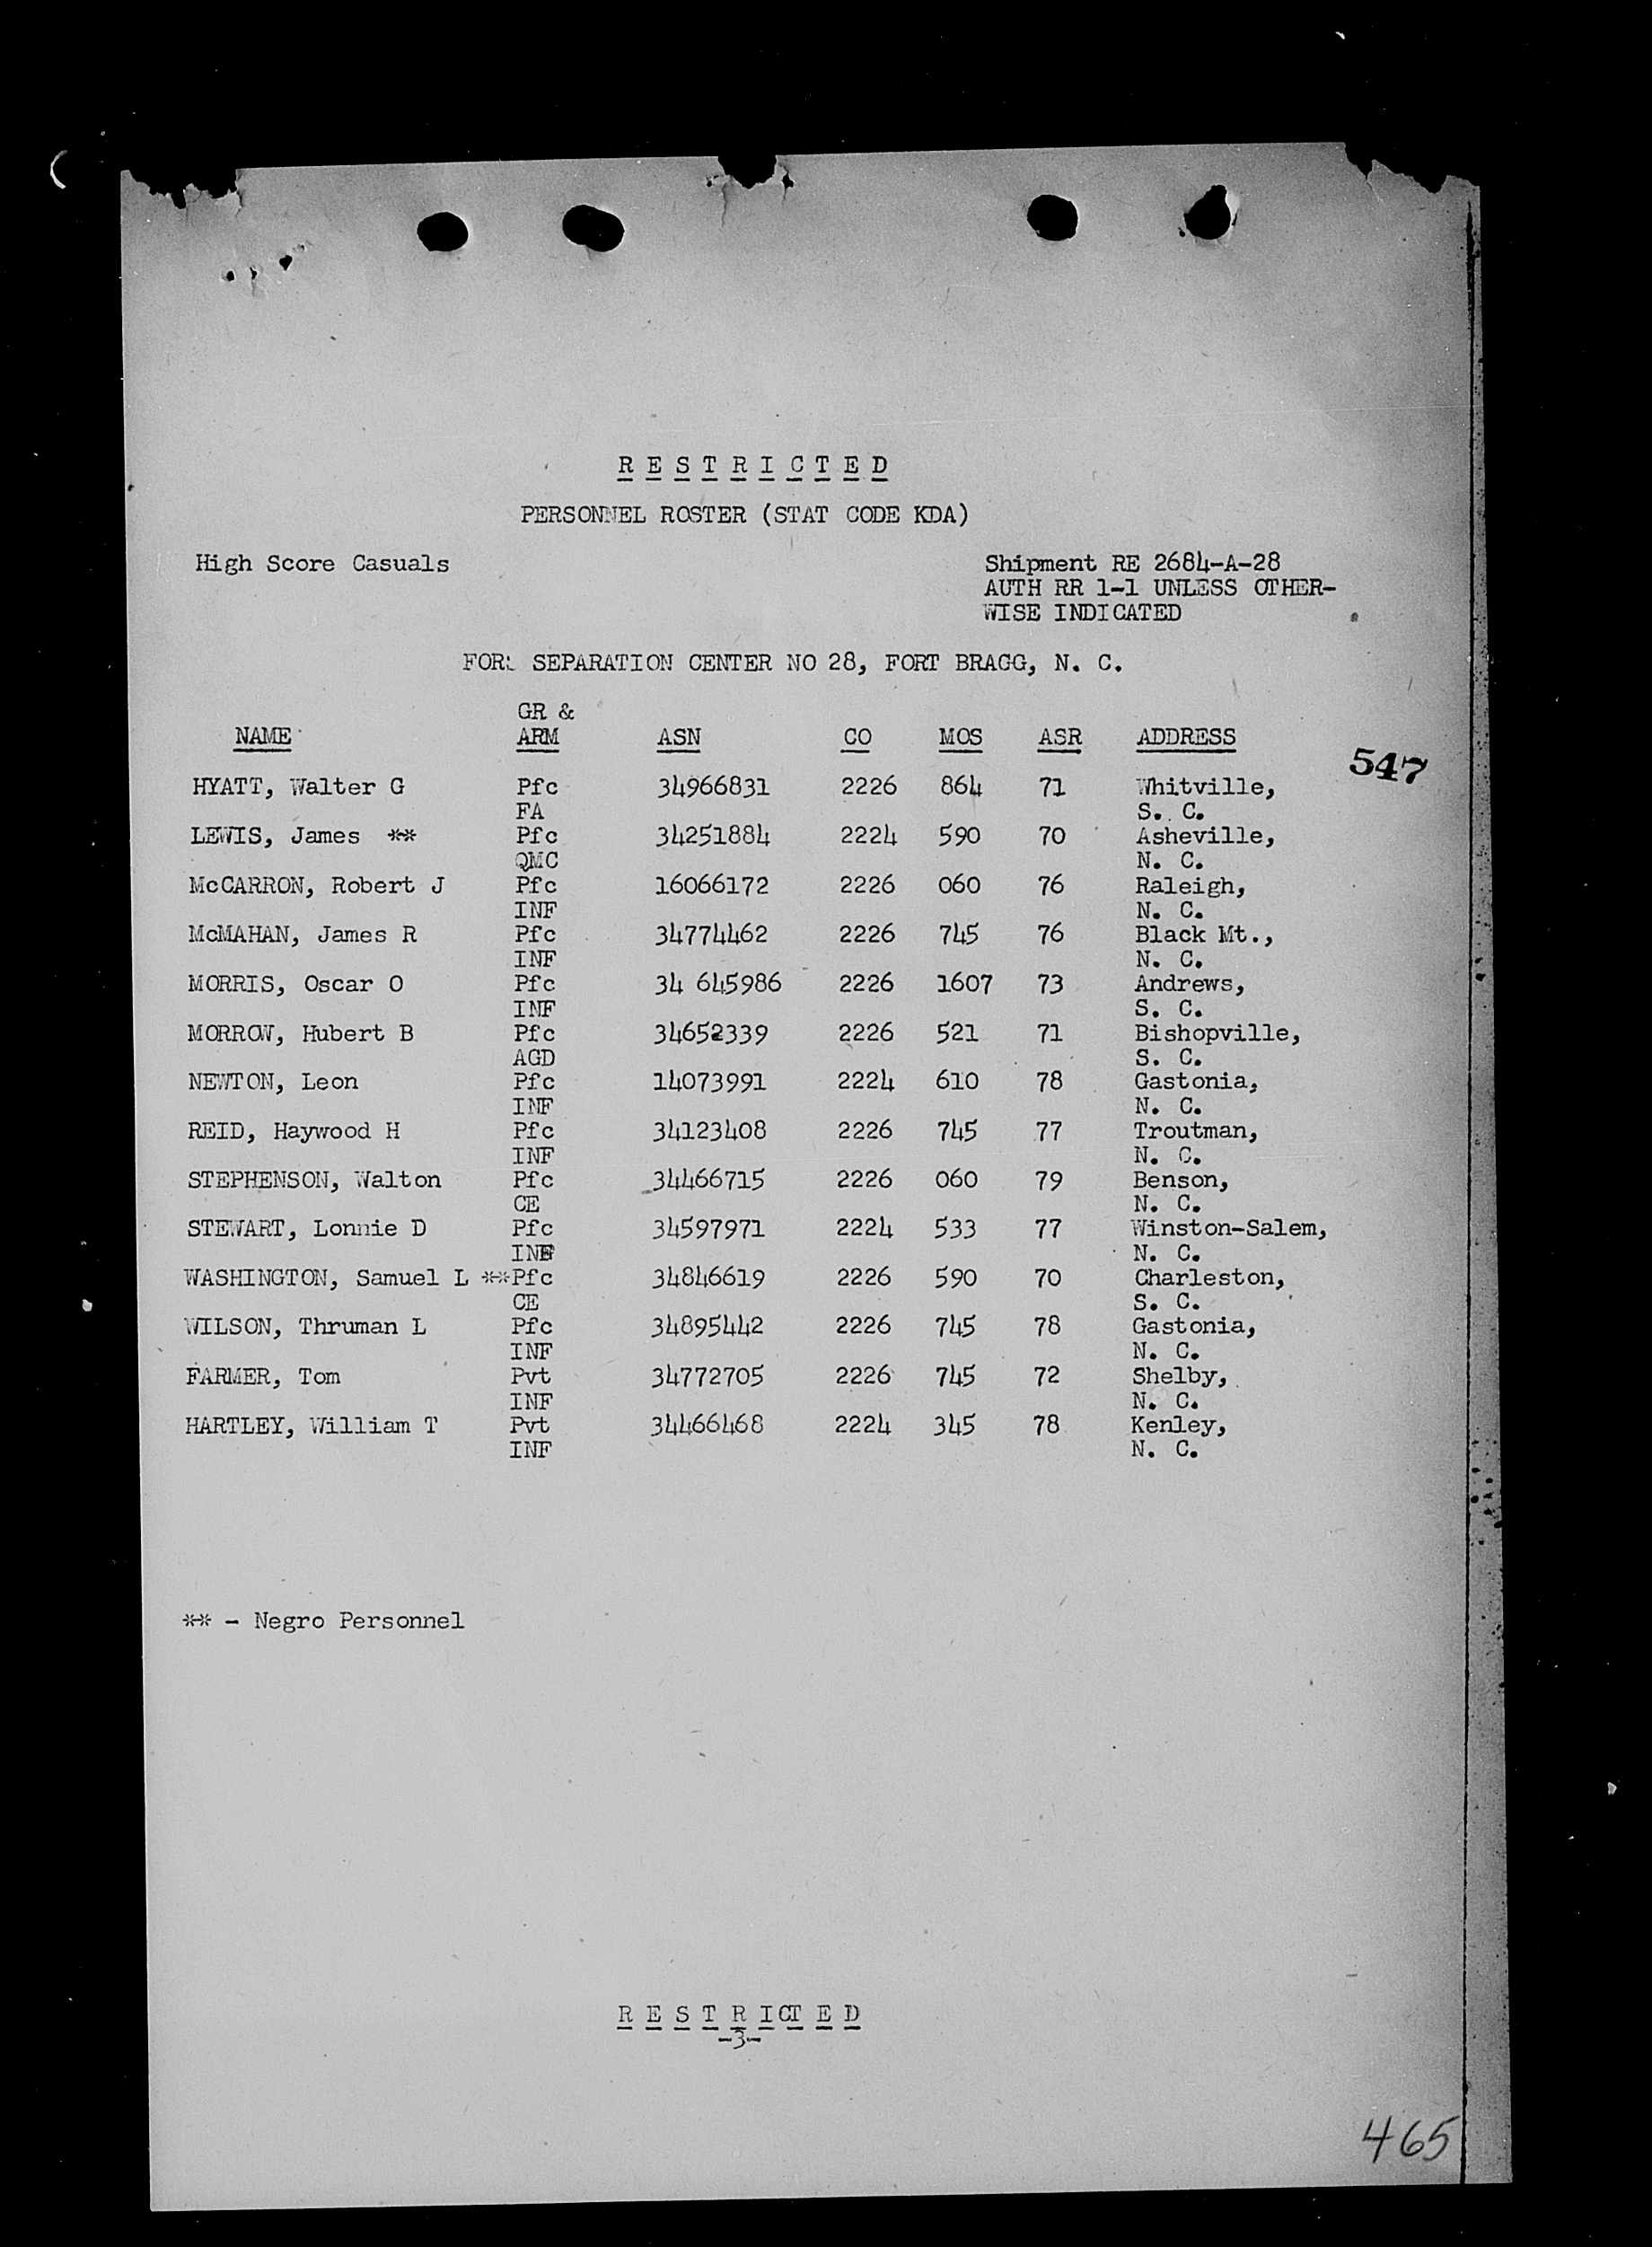 R E S T R I C T E D
PERSONNEL ROSTER (STAT CODE KDA)
High Score Casuals Shipment RE 2684-A-28
AUTH RR 1-1 UNLESS OTHER-
WISE INDICATED
SEPARATION CENTER NO 28, FORT BRAGG, N. C.
GR &
NAME ARM ASN CO MOS ASR ADDRESS
547
HYATT, Walter G Pfc 34966831 2226 864 71 Whitville,
FA S. C.
LEWIS, James ** Pfc 34251884 2224 590 70 Asheville,
QMC N. C.
McCARRON, Robert J Pfc 16066172 2226 060 76 Raleigh,
INF N. C.
McMAHAN, James R Pfc 34774462 2226 745 76 Black Mt.,
INF N. C.
MORRIS, Oscar O Pfc 34 645986 2226 1607 73 Andrews,
INF S. C.
MORROW, Hubert B Pfc 34652339 2226 521 71 Bishopville,
AGD S. C.
NEWTON, Leon Pfc 14073991 2224 610 78 Gastonia,
INF N. C.
REID, Haywood H Pfc 34123408 2226 745 77 Troutman,
INF N. C.
STEPHENSON, Walton Pfc 34466715 2226 060 79 Benson,
CE N. C.
STEWART, Lonnie D Pfc 34597971 2224 533 77 Winston-Salem,
INF N. C.
WASHINGTON, Samuel L **Pfc 34846619 2226 590 70 Charleston,
CE S. C.
WILSON, Thruman L Pfc 34895442 2226 745 78 Gastonia,
INF N. C.
FARMER, Tom Pvt 34772705 2226 745 72 Shelby,
INF N. C.
HARTLEY, William T Pvt 34466468 2224 345 78 Kenley,
INF N. C.
** - Negro Personnel
R E S T R I CT E D
-3-
465